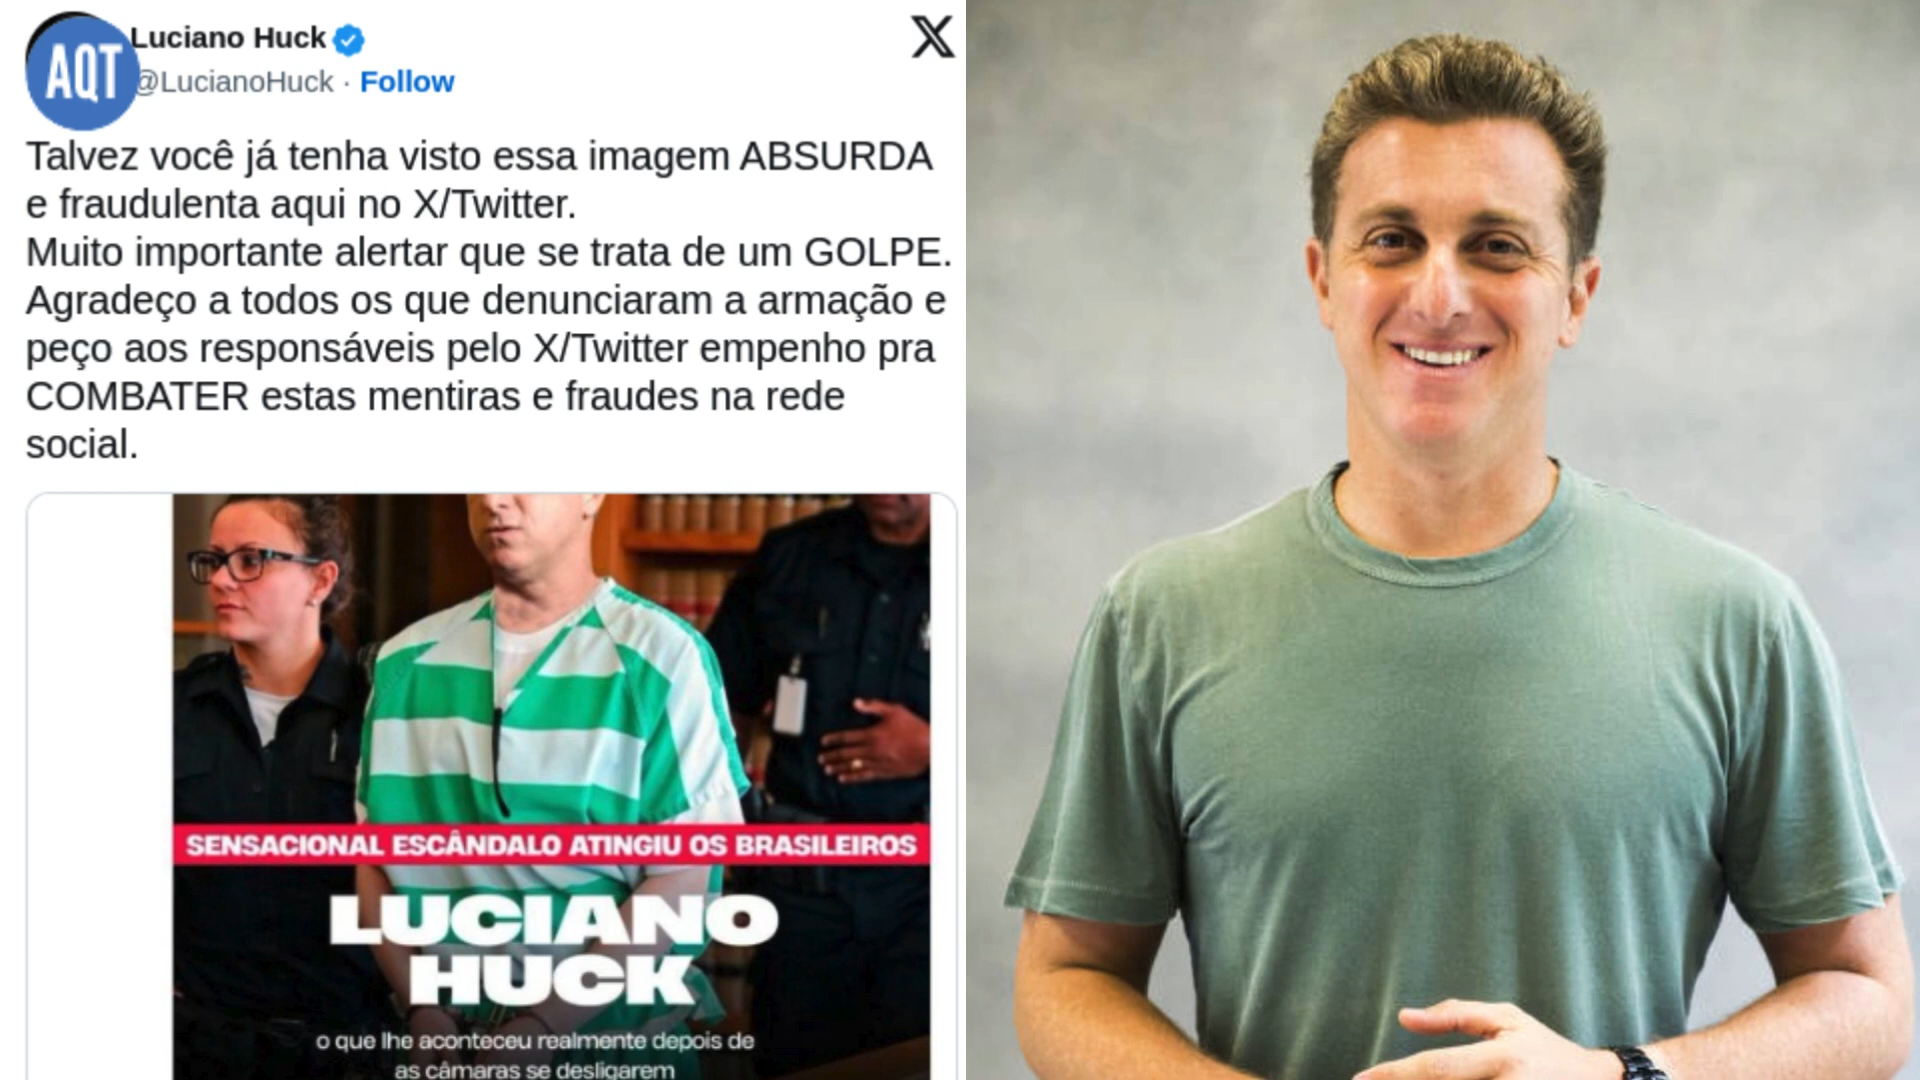 AQT
Luciano Huck
@LucianoHuck · Follow
Talvez você já tenha visto essa imagem ABSURDA
e fraudulenta aqui no X/Twitter.
Muito importante alertar que se trata de um GOLPE.
Agradeço a todos os que denunciaram a armação e
peço aos responsáveis pelo X/Twitter empenho pra
COMBATER estas mentiras e fraudes na rede
social.
SENSACIONAL ESCÂNDALO ATINGIU OS BRASILEIROS
LUCIANO
HUCK
o que lhe aconteceu realmente depois de
as câmaras se desligarem